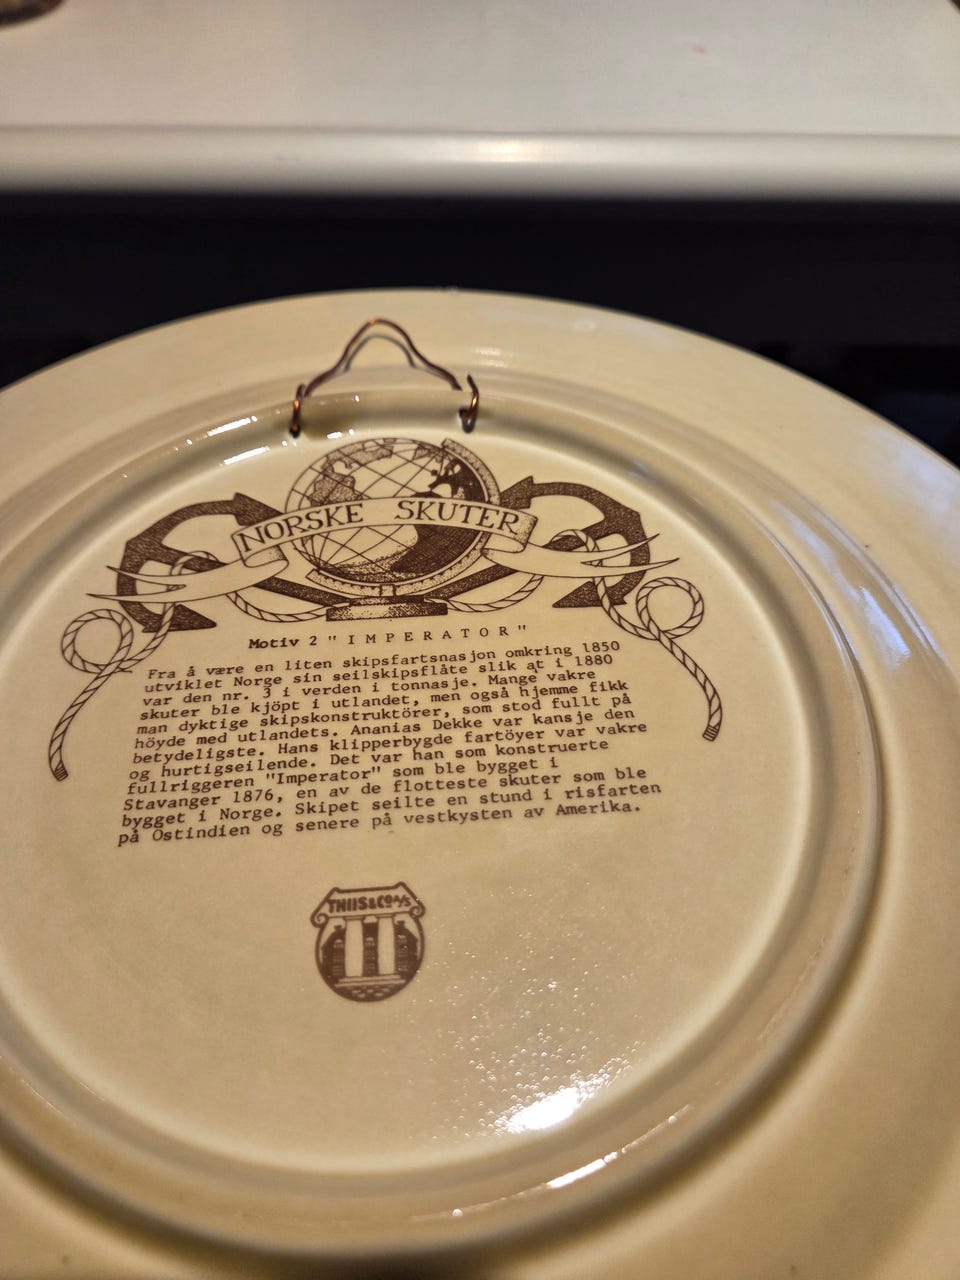 NORSKE SKUTER
Motiv 2 "IMPERATOR"
Fra å være en liten skipsfartsnasjon omkring 1850
utviklet Norge sin seilskipsflåte slik at i 1880
var den nr. 3 i verden i tonnasje. Mange vakre
skuter ble kjöpt i utlandet, men også hjemme fikk
man dyktige skipskonstruktörer, som stod fullt på
höyde med utlandets. Ananias Dekke var kansje den
betydeligste. Hans klipperbygde fartöyer var vakre
og hurtigseilende. Det var han som konstruerte
fullriggeren "Imperator" som ble bygget i
Stavanger 1876, en av de flotteste skuter som ble
bygget i Norge. Skipet seilte en stund i risfarten
på Ostindien og senere på vestkysten av Amerika.
THIIS & Co A/S